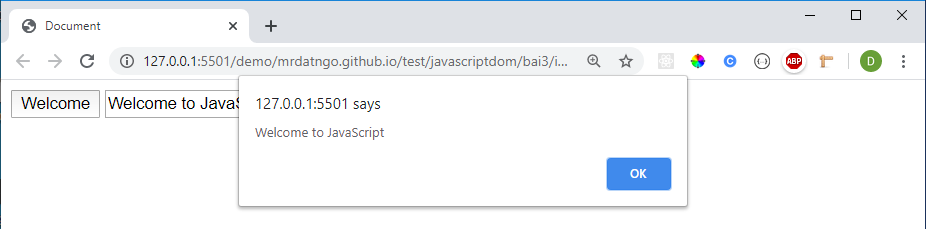 Document
127.0.0.1:5501/demo/mrdatngo.github.io/test/javascriptdom/bai3/i...
ABP
D
Welcome
Welcome to JavaS
127.0.0.1:5501 says
Welcome to JavaScript
OK